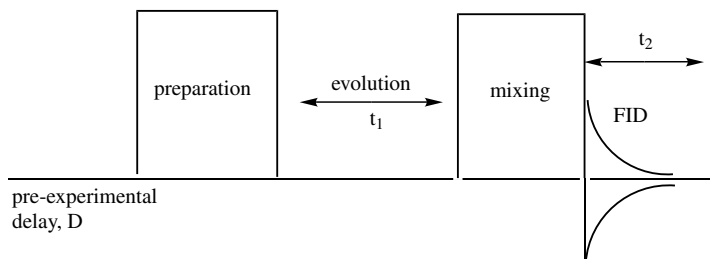 t₂
evolution
preparation
mixing
t₁
FID
pre-experimental
delay, D